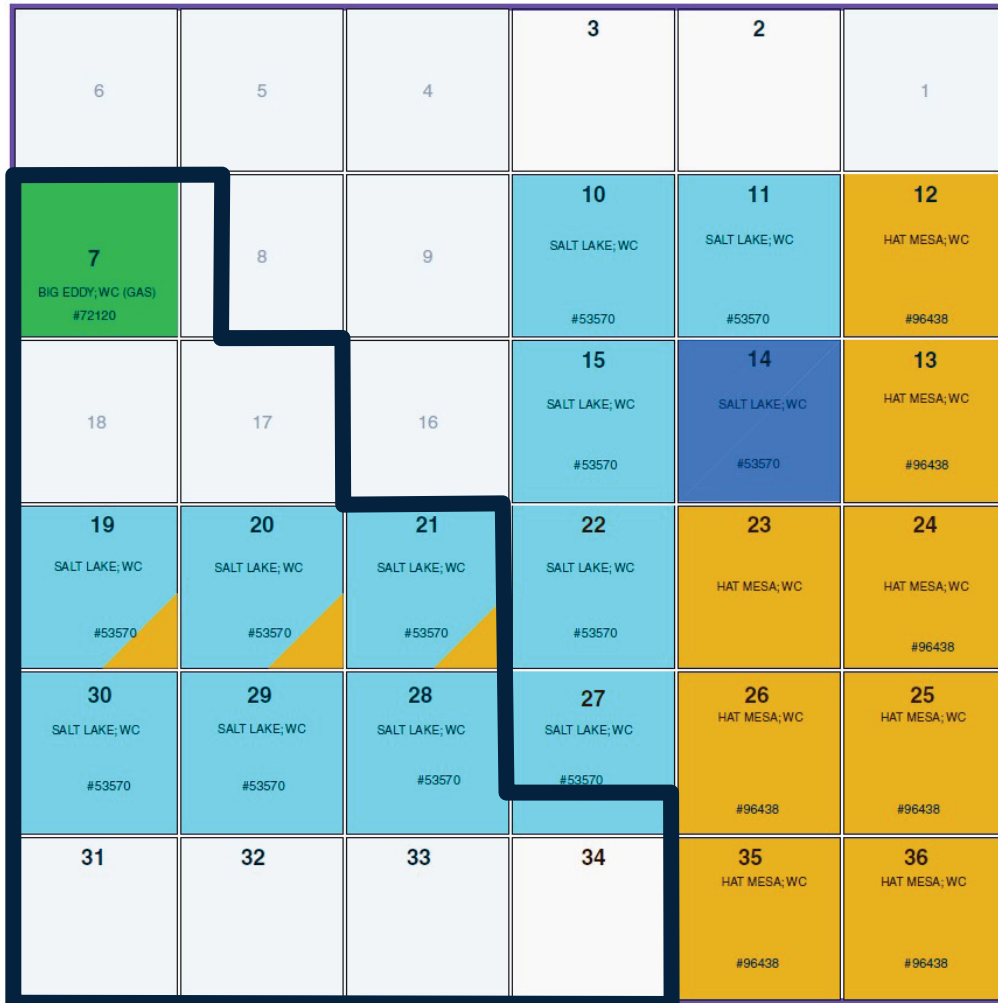 6
5
4
3
2
1
7
BIG EDDY; WC (GAS)
#72120
8
9
10
SALT LAKE; WC
#53570
11
SALT LAKE; WC
#53570
12
HAT MESA; WC
#96438
18
17
16
15
SALT LAKE; WC
#53570
14
SALT LAKE; WC
#53570
13
HAT MESA; WC
#96438
19
SALT LAKE; WC
#53570
20
SALT LAKE; WC
#53570
21
SALT LAKE; WC
#53570
22
SALT LAKE; WC
#53570
23
HAT MESA; WC
24
HAT MESA; WC
#96438
30
SALT LAKE; WC
#53570
29
SALT LAKE; WC
#53570
28
SALT LAKE; WC
#53570
27
SALT LAKE; WC
#53570
26
HAT MESA; WC
#96438
25
HAT MESA; WC
#96438
31
32
33
34
35
HAT MESA; WC
#96438
36
HAT MESA; WC
#96438